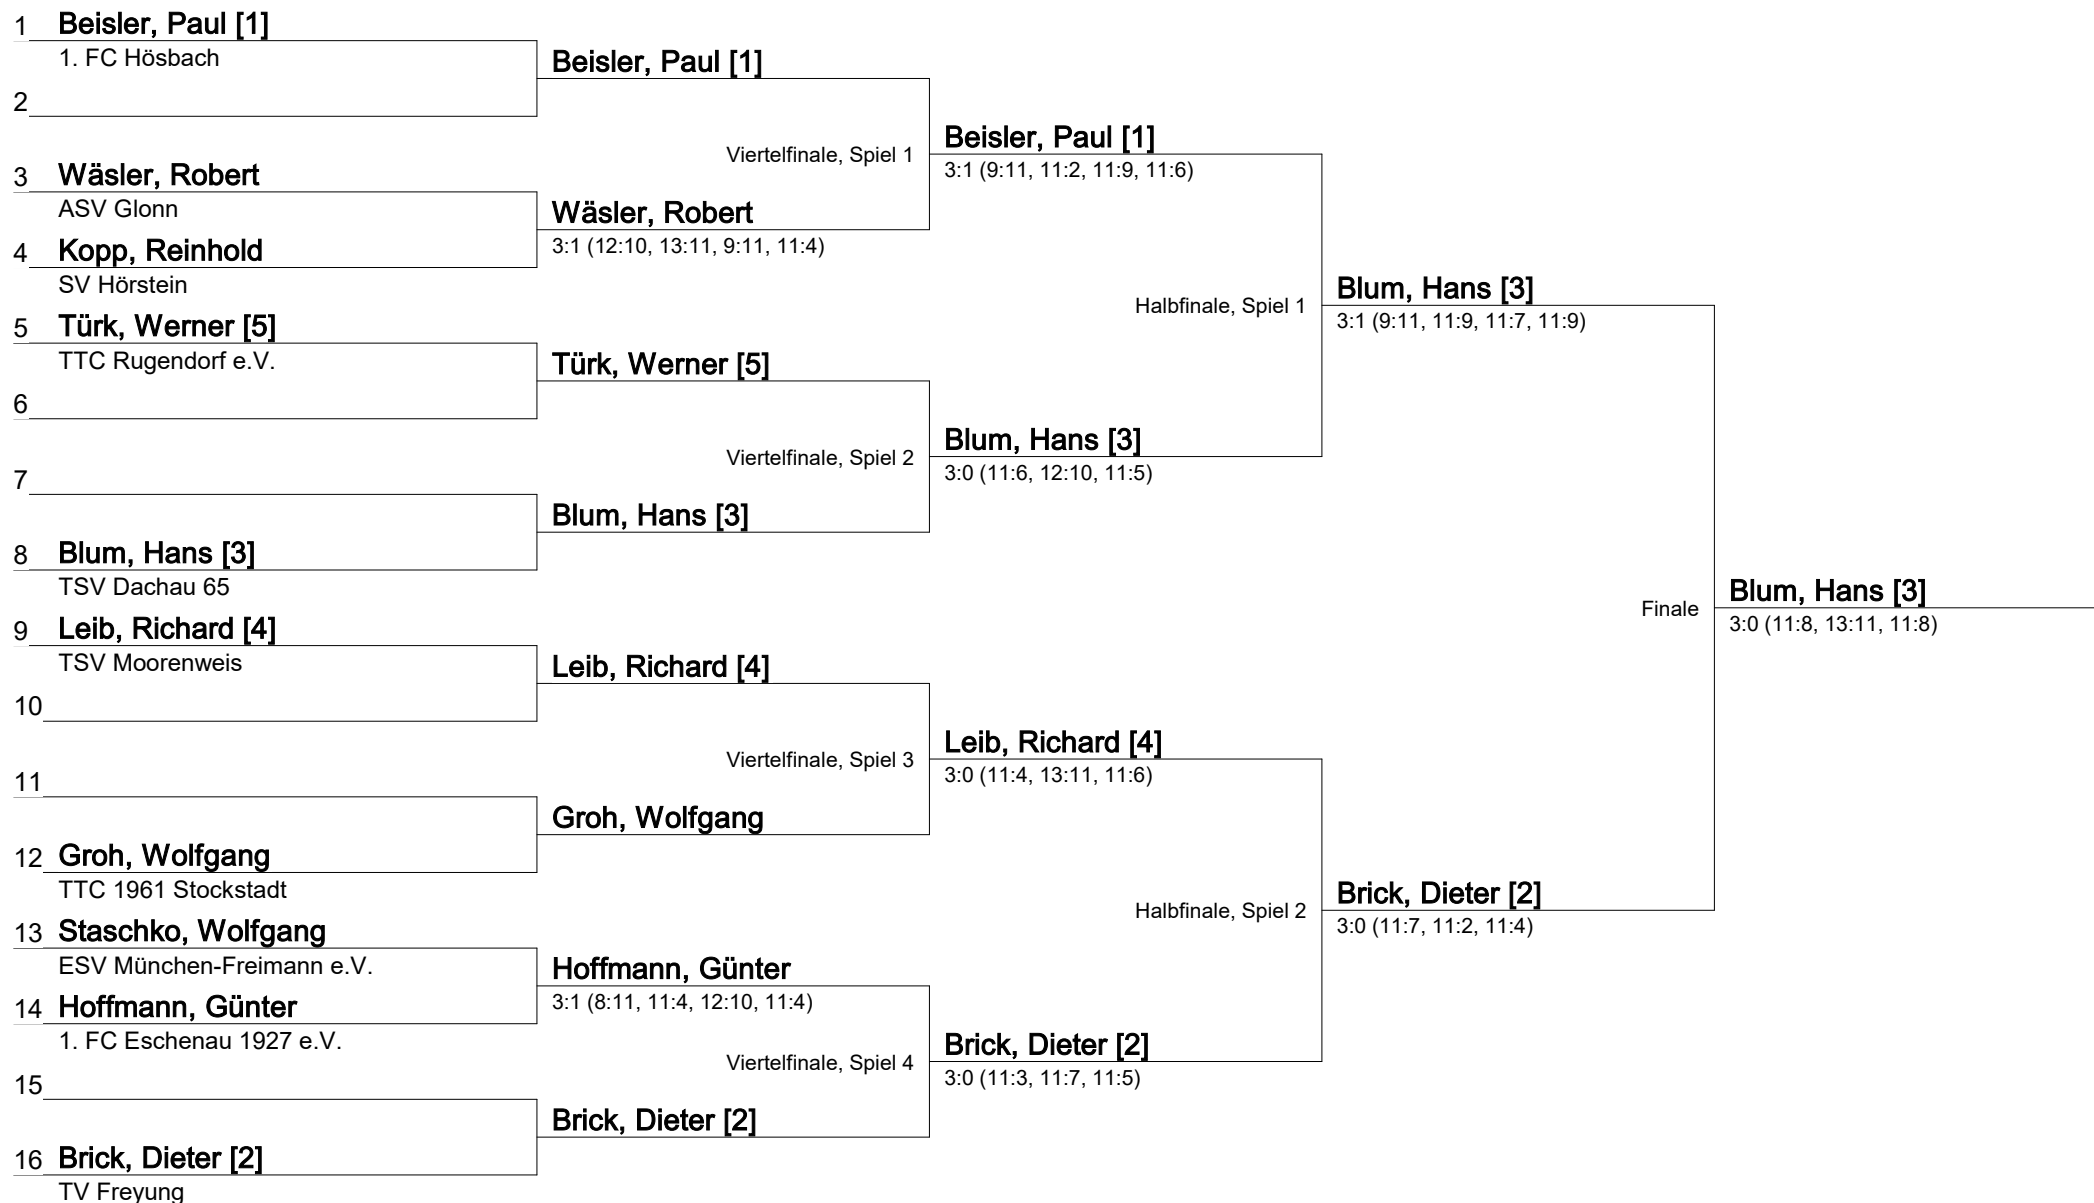 1 Beisler, Paul [1]
1. FC Hösbach
Beisler, Paul [1]
2
Beisler, Paul [1]
Viertelfinale, Spiel 1
3:1 (9:11, 11:2, 11:9, 11:6)
3 Wäsler, Robert
ASV Glonn
Wäsler, Robert
3:1 (12:10, 13:11, 9:11, 11:4)
4 Kopp, Reinhold
SV Hörstein
Blum, Hans [3]
Halbfinale, Spiel 1
3:1 (9:11, 11:9, 11:7, 11:9)
5 Türk, Werner [5]
TTC Rugendorf e.V.
Türk, Werner [5]
6
Blum, Hans [3]
Viertelfinale, Spiel 2
3:0 (11:6, 12:10, 11:5)
7
Blum, Hans [3]
8 Blum, Hans [3]
TSV Dachau 65
Blum, Hans [3]
Finale
3:0 (11:8, 13:11, 11:8)
9 Leib, Richard [4]
TSV Moorenweis
Leib, Richard [4]
10
Leib, Richard [4]
Viertelfinale, Spiel 3
3:0 (11:4, 13:11, 11:6)
11
Groh, Wolfgang
12 Groh, Wolfgang
TTC 1961 Stockstadt
Brick, Dieter [2]
Halbfinale, Spiel 2
3:0 (11:7, 11:2, 11:4)
13 Staschko, Wolfgang
ESV München-Freimann e.V.
Hoffmann, Günter
3:1 (8:11, 11:4, 12:10, 11:4)
14 Hoffmann, Günter
1. FC Eschenau 1927 e.V.
Brick, Dieter [2]
Viertelfinale, Spiel 4
3:0 (11:3, 11:7, 11:5)
15
Brick, Dieter [2]
16 Brick, Dieter [2]
TV Freyung